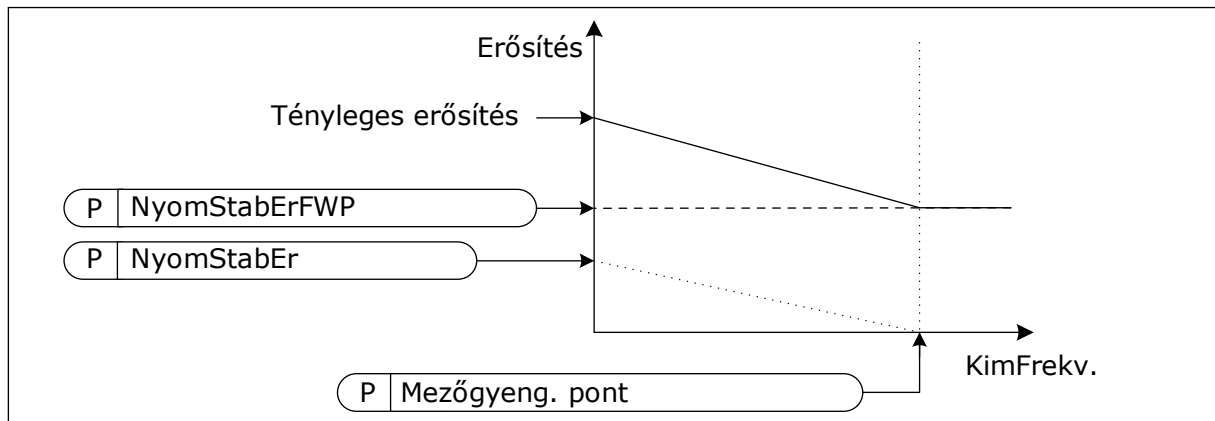 Erősítés
Tényleges erősítés
P NyomStabErFWP
P NyomStabEr
KimFrekv.
P Mezőgyeng. pont